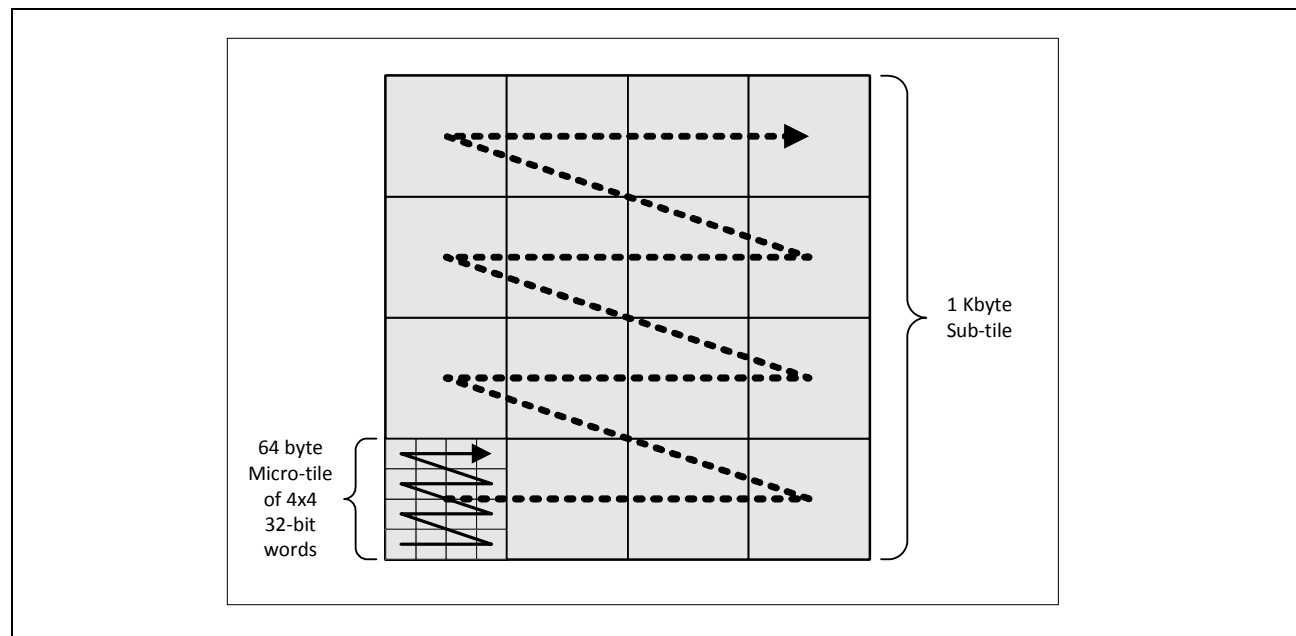 1 Kbyte
Sub-tile
64 byte
Micro-tile
of 4x4
32-bit
words